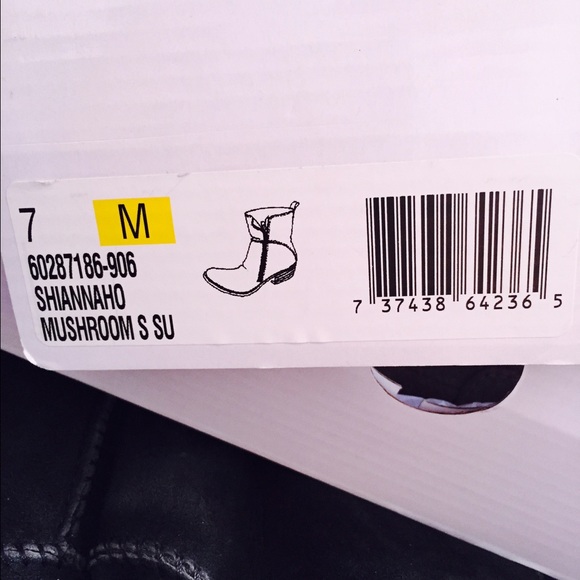 7 M
60287186-906
SHIANNAHO
MUSHROOM S SU
7 37438 64236 5